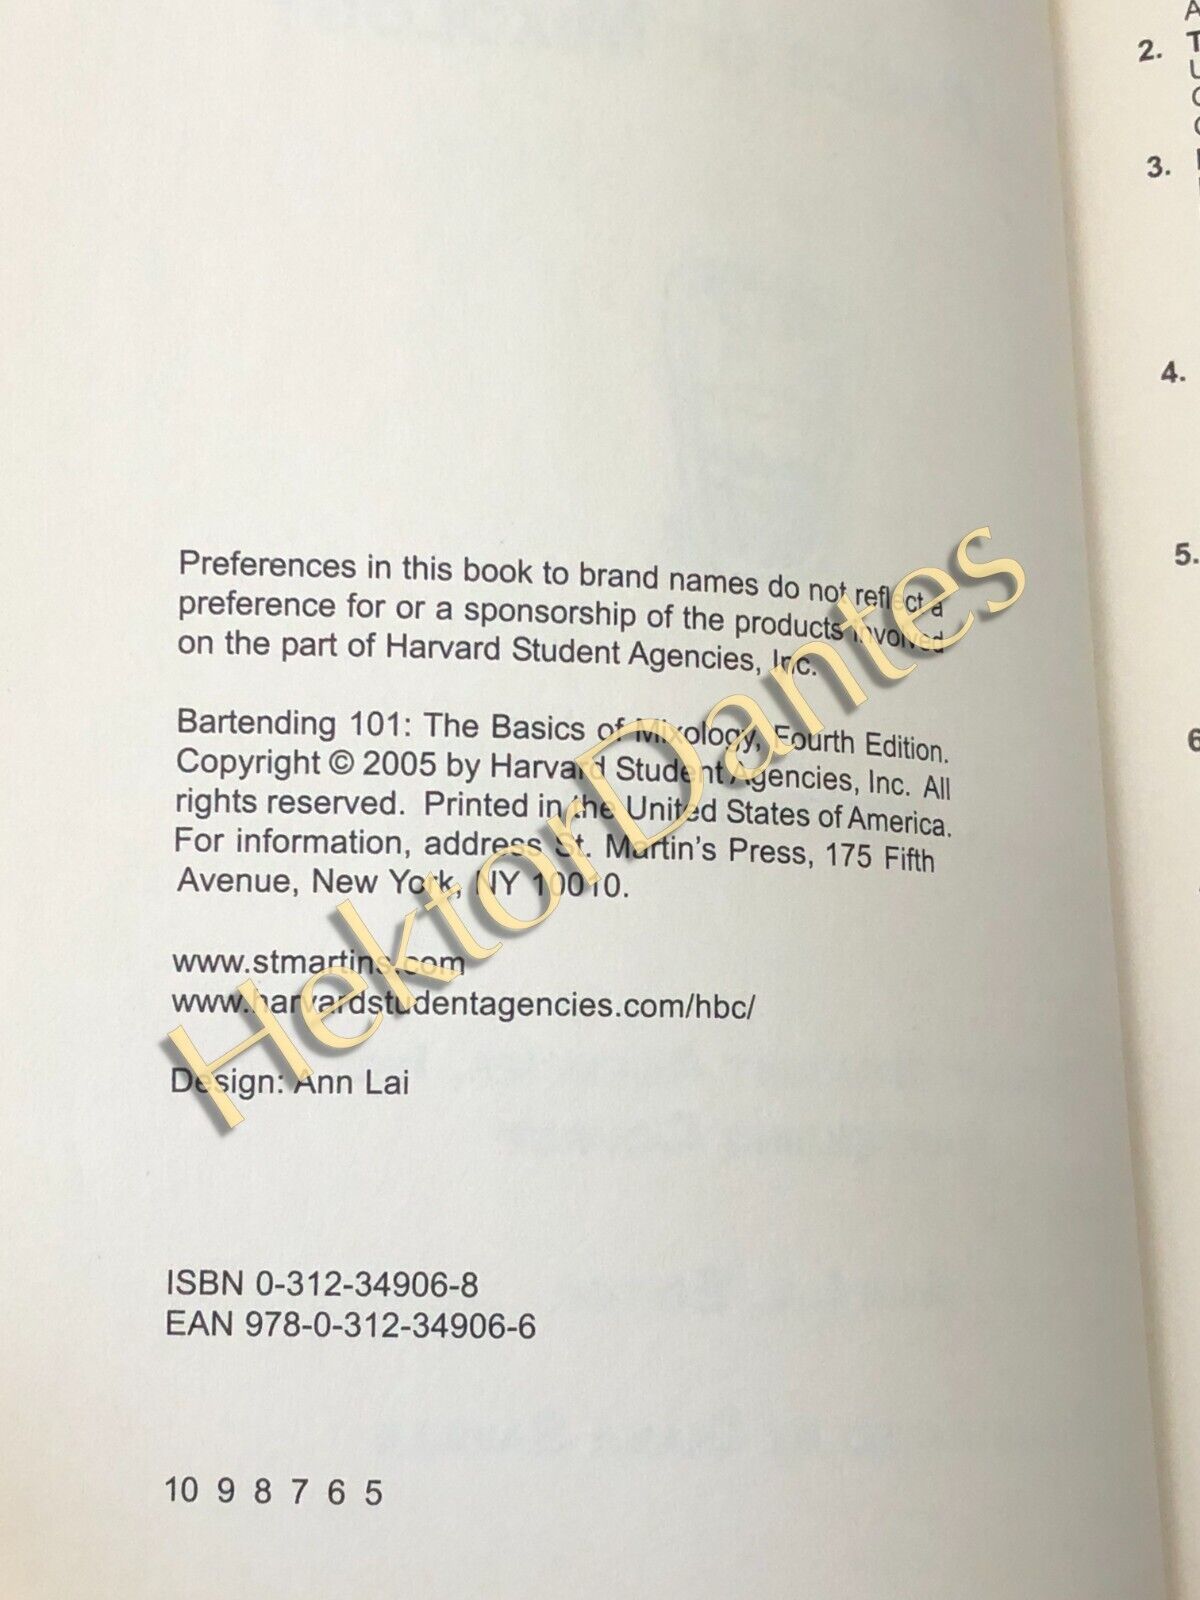 Preferences in this book to brand names do not reflect a
preference for or a sponsorship of the products involved
on the part of Harvard Student Agencies, Inc.
Bartending 101: The Basics of Mixology, Fourth Edition.
Copyright © 2005 by Harvard Student Agencies, Inc. All
rights reserved. Printed in the United States of America.
For information, address St. Martin's Press, 175 Fifth
Avenue, New York, NY 10010.
www.stmartins.com
www.harvardstudentagencies.com/hbc/
Design: Ann Lai
ISBN 0-312-34906-8
EAN 978-0-312-34906-6
10 9 8 7 6 5
HektorDantes
2.
3.
4.
5.
6